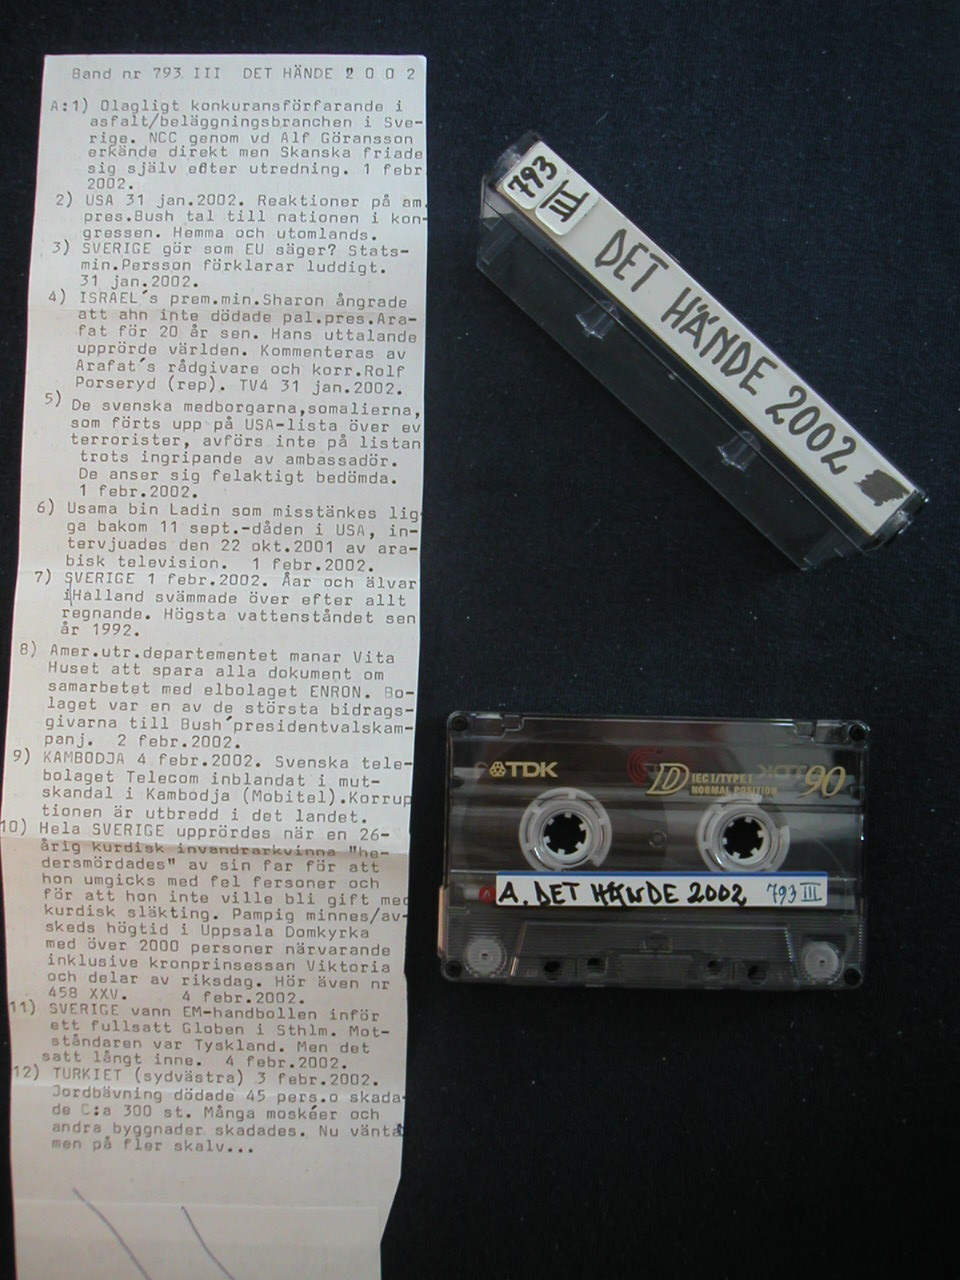 Band nr 793 III DET HÄNDE 2 0 0 2
A:1) Olagligt konkuransförfarande i
asfalt/beläggningsbranchen i Sve-
rige. NCC genom vd Alf Göransson
erkände direkt men Skanska friade
sig själv efter utredning. 1 febr
2002.
2) USA 31 jan.2002. Reaktioner på am.
pres.Bush tal till nationen i kon-
gressen. Hemma och utomlands.
3) SVERIGE gör som EU säger? Stats-
min.Persson förklarar luddigt.
31 jan.2002.
4) ISRAEL´s prem.min.Sharon ångrade
att ahn inte dödade pal.pres.Ara-
fat för 20 år sen. Hans uttalande
upprörde världen. Kommenteras av
Arafat´s rådgivare och korr.Rolf
Porseryd (rep). TV4 31 jan.2002.
5) De svenska medborgarna,somalierna,
som förts upp på USA-lista över ev
terrorister, avförs inte på listan
trots ingripande av ambassadör.
De anser sig felaktigt bedömda.
1 febr.2002.
6) Usama bin Ladin som misstänkes lig
ga bakom 11 sept.-dåden i USA, in-
tervjuades den 22 okt.2001 av ara-
bisk television. 1 febr.2002.
7) SVERIGE 1 febr.2002. Åar och älvar
i Halland svämmade över efter allt
regnande. Högsta vattenståndet sen
år 1992.
8) Amer.utr.departementet manar Vita
Huset att spara alla dokument om
samarbetet med elbolaget ENRON. Bo-
laget var en av de största bidrags-
givarna till Bush´presidentvalskam-
panj. 2 febr.2002.
9) KAMBODJA 4 febr.2002. Svenska tele-
bolaget Telecom inblandat i mut-
skandal i Kambodja (Mobitel).Korrup
tionen är utbredd i det landet.
10) Hela SVERIGE upprördes när en 26-
årig kurdisk invandrarkvinna "he-
dersmördades" av sin far för att
hon umgicks med fel fersoner och
för att hon inte ville bli gift med
kurdisk släkting. Pampig minnes/av-
skeds högtid i Uppsala Domkyrka
med över 2000 personer närvarande
inklusive kronprinsessan Viktoria
och delar av riksdag. Hör även nr
458 XXV. 4 febr.2002.
11) SVERIGE vann EM-handbollen inför
ett fullsatt Globen i Sthlm. Mot-
ståndaren var Tyskland. Men det
satt långt inne. 4 febr.2002.
12) TURKIET (sydvästra) 3 febr.2002.
Jordbävning dödade 45 pers.o skada-
de C:a 300 st. Många moskéer och
andra byggnader skadades. Nu vänta
men på fler skalv...
793
III
DET HÄNDE 2002
TDK
D IEC I/TYPE I
NORMAL POSITION
90
A. DET HÄNDE 2002 793 III